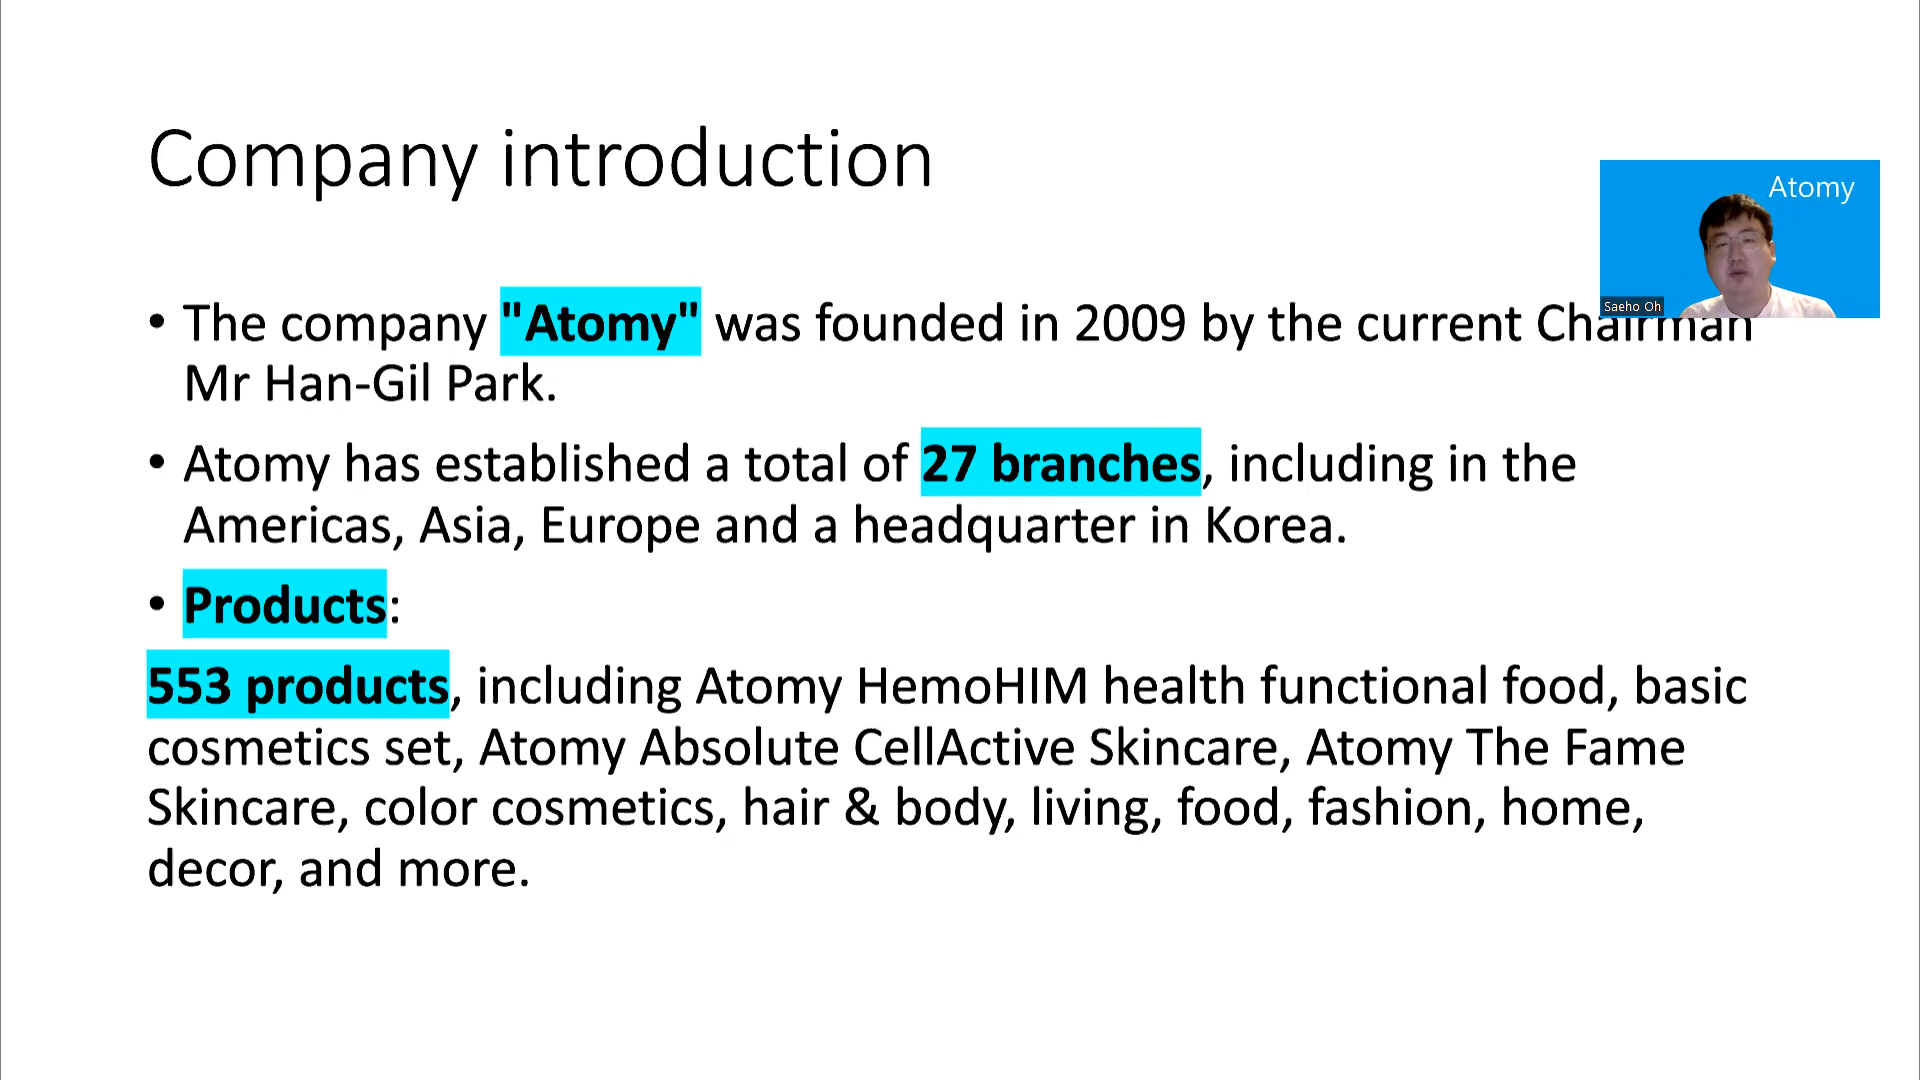 Company introduction
Atomy
Saeho Oh
• The company "Atomy" was founded in 2009 by the current Chairman
Mr Han-Gil Park.
• Atomy has established a total of 27 branches, including in the
Americas, Asia, Europe and a headquarter in Korea.
• Products:
553 products, including Atomy HemoHIM health functional food, basic
cosmetics set, Atomy Absolute CellActive Skincare, Atomy The Fame
Skincare, color cosmetics, hair & body, living, food, fashion, home,
decor, and more.